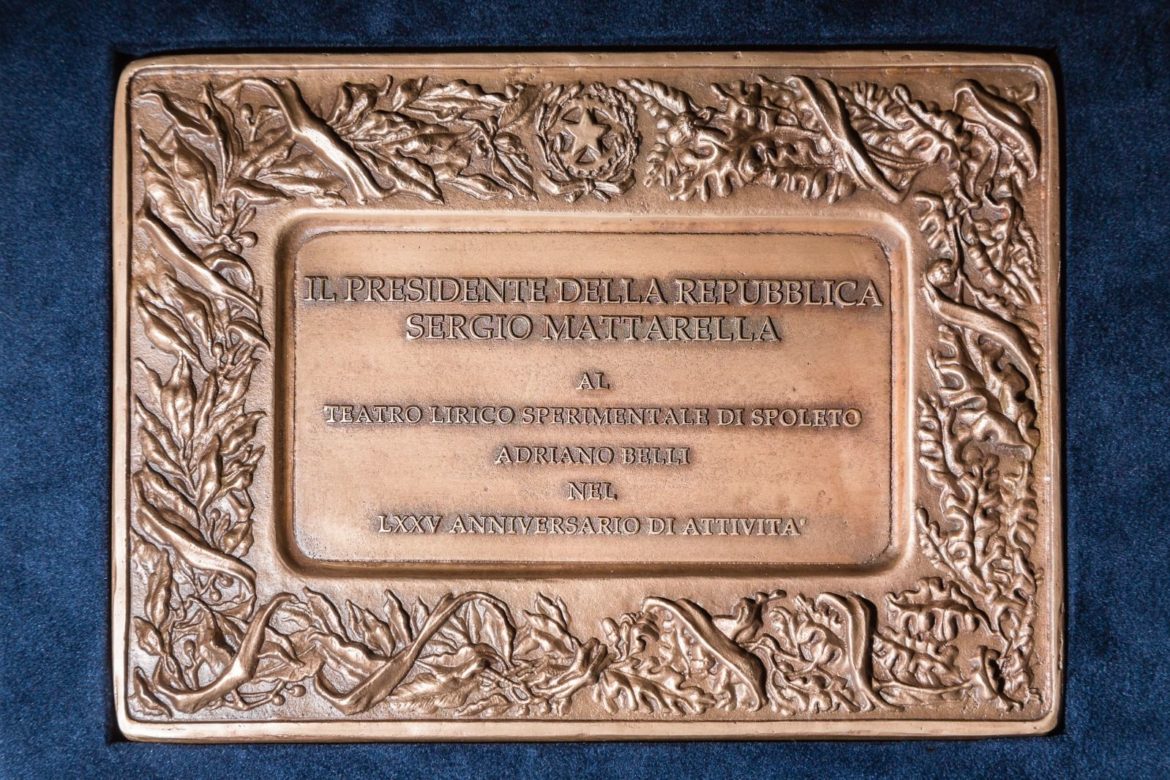 IL PRESIDENTE DELLA REPUBBLICA
SERGIO MATTARELLA
AL
TEATRO LIRICO SPERIMENTALE DI SPOLETO
ADRIANO BELLI
NEL
LXXV ANNIVERSARIO DI ATTIVITA'